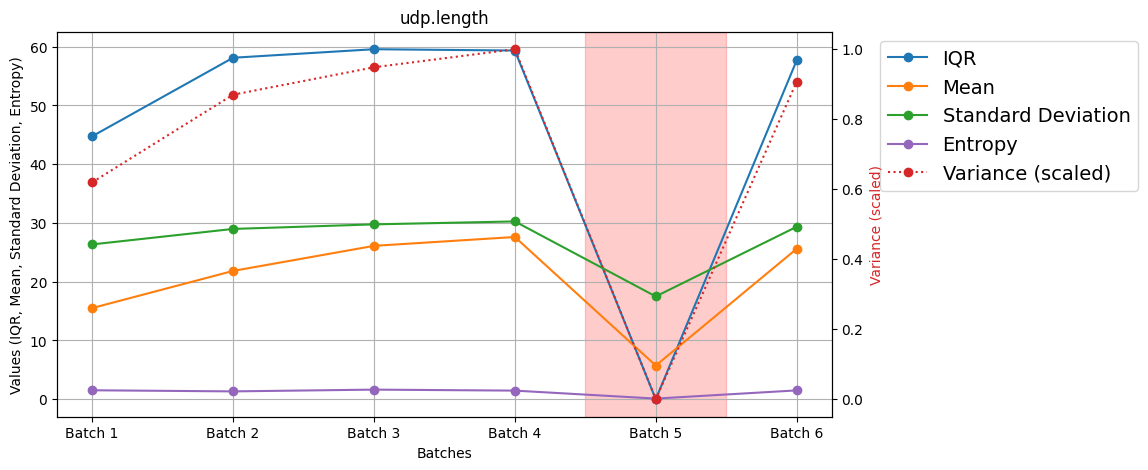 udp.length
Values (IQR, Mean, Standard Deviation, Entropy)
60
50
40
30
20
10
0
Batch 1
Batch 2
Batch 3
Batch 4
Batch 5
Batch 6
Batches
1.0
0.8
0.6
0.4
0.2
0.0
Variance (scaled)
IQR
Mean
Standard Deviation
Entropy
Variance (scaled)